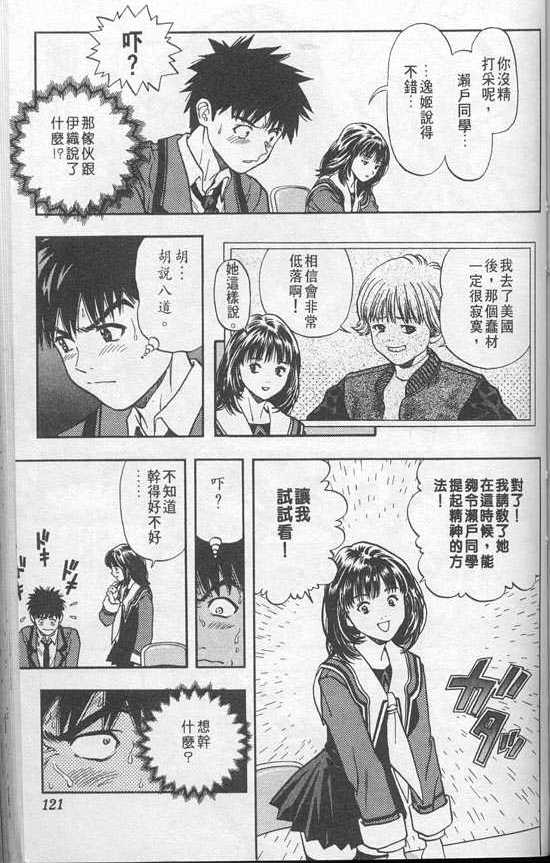 你沒精
打采呢，
瀨戶同學…
…逸姬說得
不錯…
吓？
那傢伙跟
伊織說了
什麼!?
我去了美國
後，那個蠢材
一定很寂寞，
相信會非常
低落啊！
她這樣說。
胡…
胡説八道。
對了！
我請教了她
在這時候，能
夠令瀨戶同學
提起精神的方
法！
讓我
試試看！
ガタッ
吓？
不知道
幹得好不好
……
想幹
什麼？
121